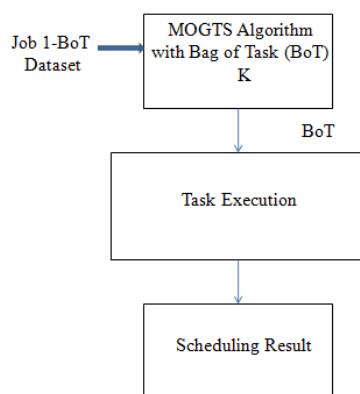 Job 1-BoT
Dataset
MOGTS Algorithm
with Bag of Task (BoT)
K
BoT
Task Execution
Scheduling Result